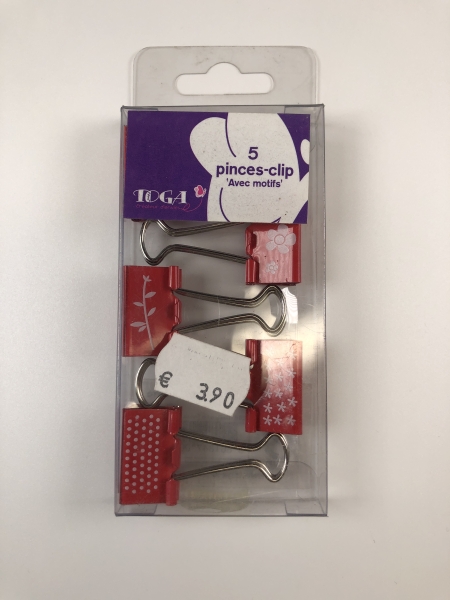 5
pinces-clip
'Avec motifs'
TOGA
€ 3.90